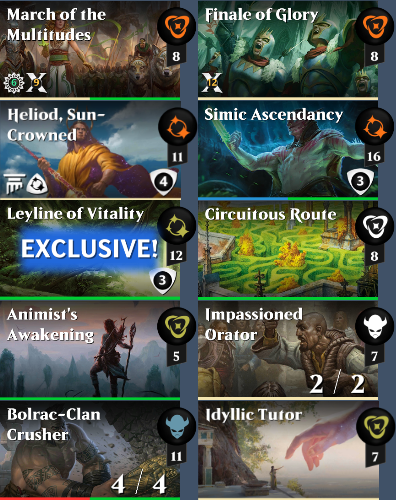 March of the
Multitudes
8
6
X
9
Finale of Glory
8
X
Heliod, Sun-
Crowned
11
4
Simic Ascendancy
16
3
Leyline of Vitality
EXCLUSIVE!
12
3
Circuitous Route
8
Animist's
Awakening
5
Impassioned
Orator
7
2 / 2
Bolrac-Clan
Crusher
11
4 / 4
Idyllic Tutor
7